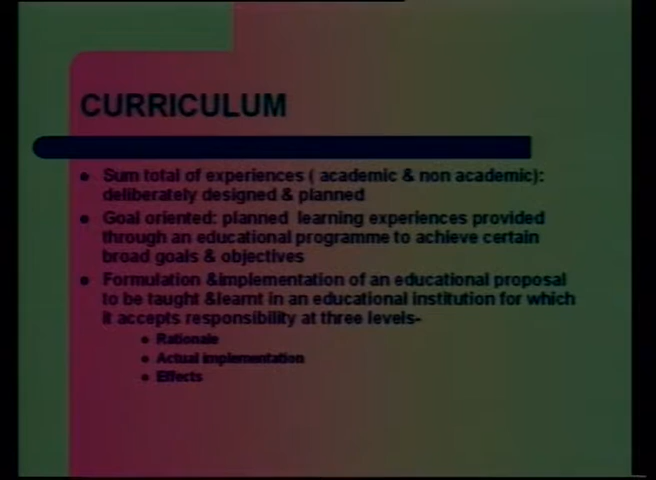 CURRICULUM
Sum total of experiences ( academic & non academic):
deliberately designed & planned
Goal oriented: planned learning experiences provided
through an educational programme to achieve certain
broad goals & objectives
Formulation &implementation of an educational proposal
to be taught &learnt in an educational institution for which
it accepts responsibility at three levels-
Rationale
Actual implementation
Effects